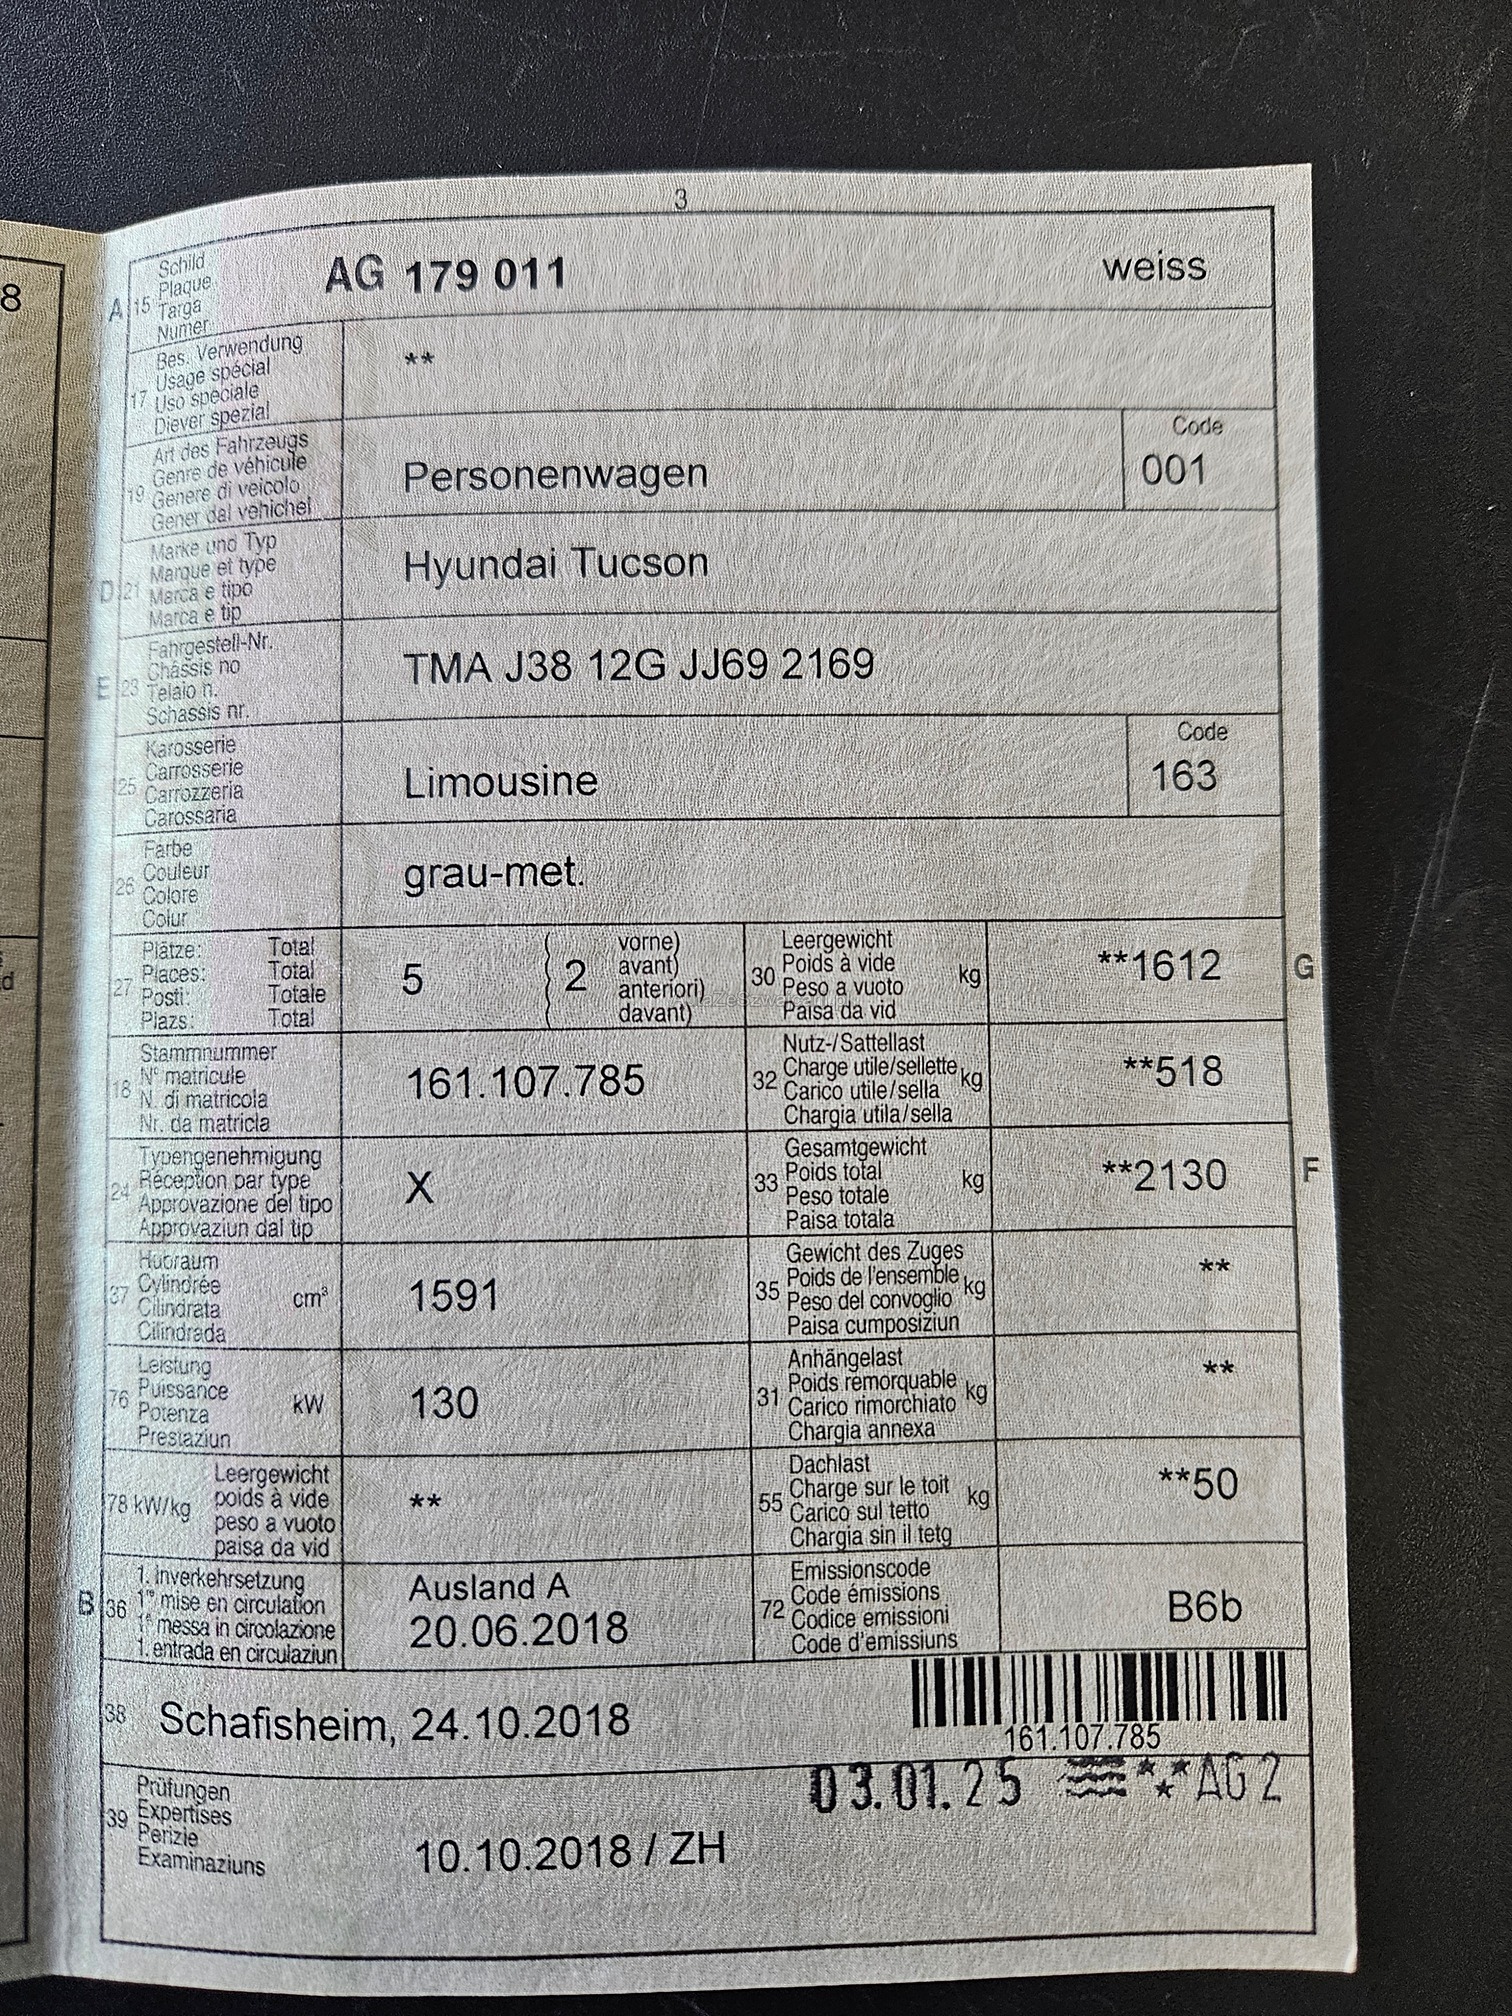 3
8
d
A 15 Schild
Plaque
Targa
Numer
AG 179 011 weiss
17 Bes. Verwendung
Usage spécial
Uso speciale
Diever spezial
**
19 Art des Fahrzeugs
Genre de véhicule
Genere di veicolo
Gener dal vehichel
Personenwagen
Code
001
D 21 Marke und Typ
Marque et type
Marca e tipo
Marca e tip
Hyundai Tucson
E 23 Fahrgestell-Nr.
Châssis no
Telaio n.
Schassis nr.
TMA J38 12G JJ69 2169
25 Karosserie
Carrosserie
Carrozzeria
Carossaria
Limousine
Code
163
26 Farbe
Couleur
Colore
Colur
grau-met.
27 Plätze: Total
Places: Total
Posti: Totale
Plazs: Total
5 2
vorne)
avant)
anteriori)
davant)
30 Leergewicht
Poids à vide
Peso a vuoto
Paisa da vid
kg **1612 G
18 Stammnummer
N° matricule
N. di matricola
Nr. da matricla
161.107.785
32 Nutz-/Sattellast
Charge utile/sellette
Carico utile/sella
Chargia utila/sella
kg **518
24 Typengenehmigung
Réception par type
Approvazione del tipo
Approvaziun dal tip
X
33 Gesamtgewicht
Poids total
Peso totale
Paisa totala
kg **2130 F
37 Hubraum
Cylindrée
Cilindrata
Cilindrada
cm³ 1591
35 Gewicht des Zuges
Poids de l'ensemble
Peso del convoglio
Paisa cumposiziun
kg **
76 Leistung
Puissance
Potenza
Prestaziun
kW 130
31 Anhängelast
Poids remorquable
Carico rimorchiato
Chargia annexa
kg **
78 kW/kg Leergewicht
poids à vide
peso a vuoto
paisa da vid
**
55 Dachlast
Charge sur le toit
Carico sul tetto
Chargia sin il tetg
kg **50
B 36 1. Inverkehrsetzung
1re mise en circulation
1a messa in circolazione
1. entrada en circulaziun
Ausland A
20.06.2018
72 Emissionscode
Code émissions
Codice emissioni
Code d'emissiuns
B6b
38 Schafisheim, 24.10.2018
161.107.785
03.01.25 AG 2
39 Prüfungen
Expertises
Perizie
Examinaziuns
10.10.2018 / ZH